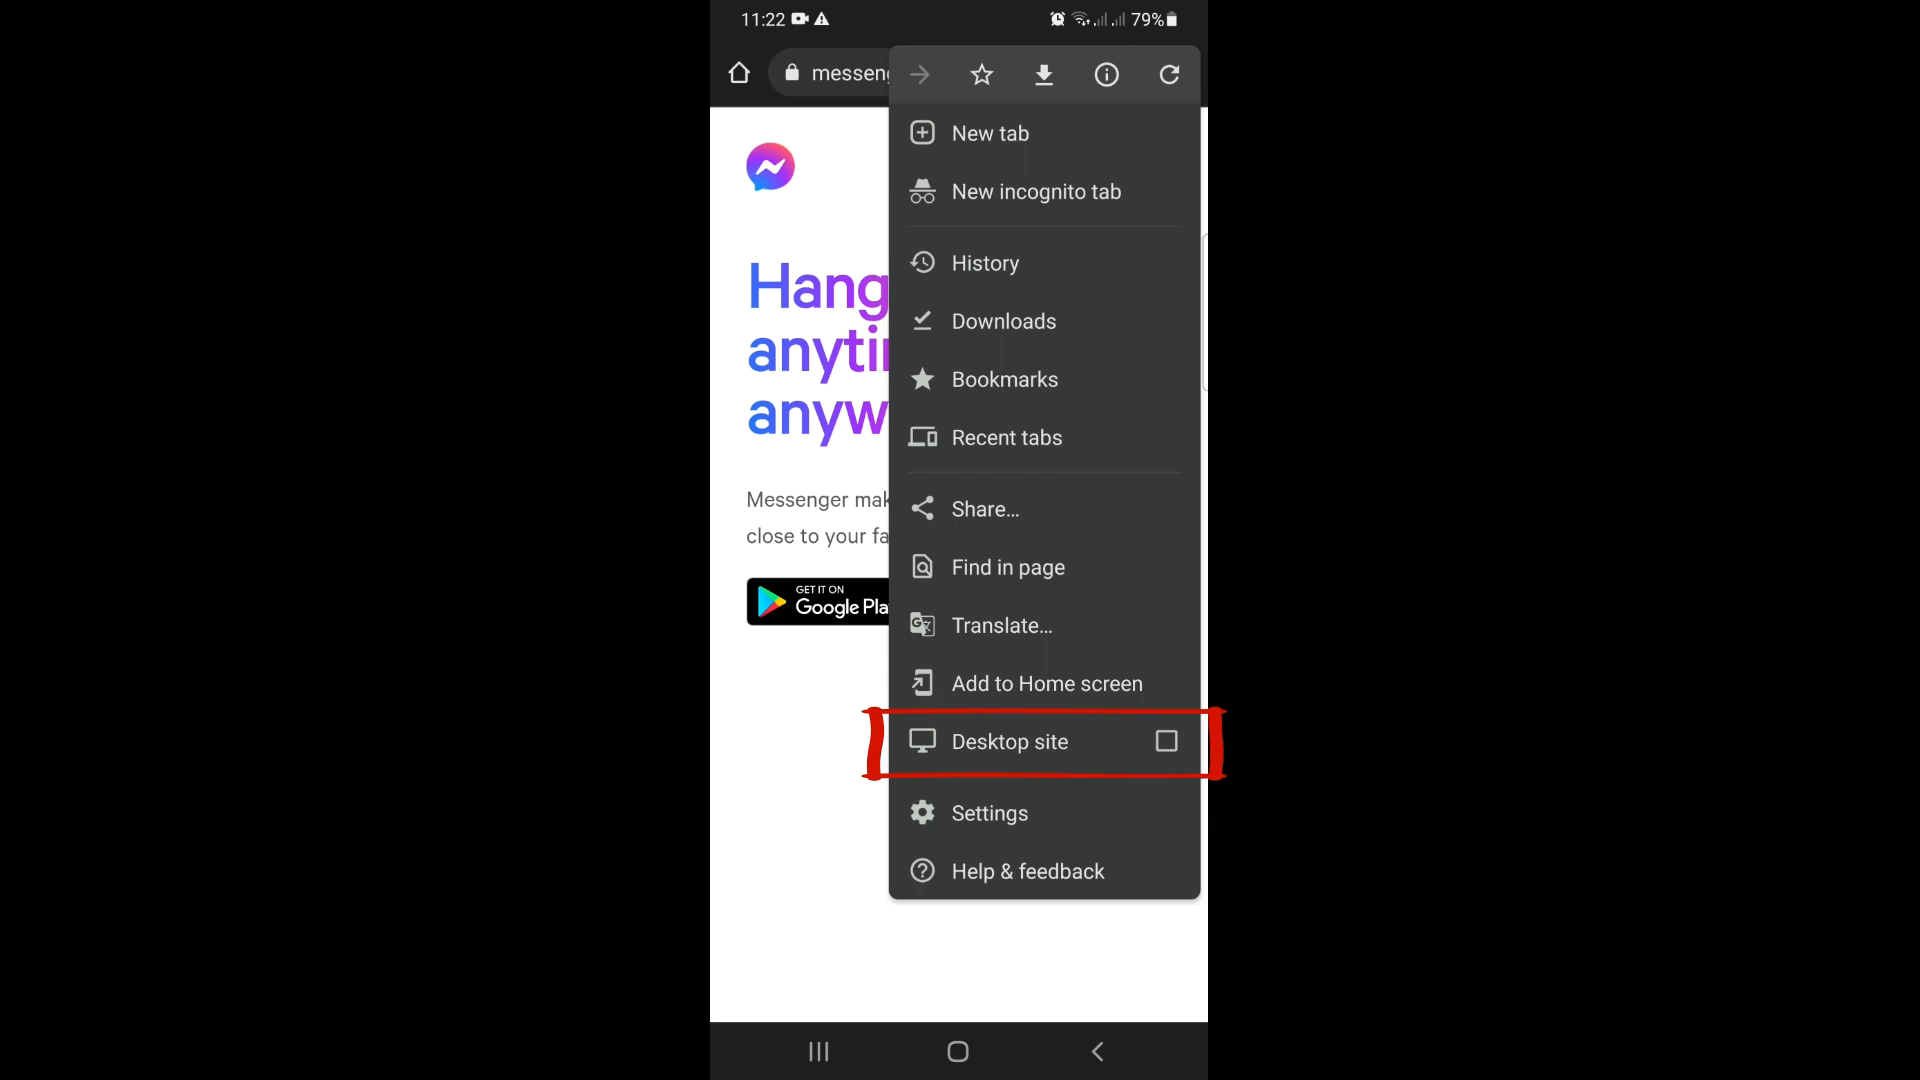 11:22
79%
messeng
New tab
New incognito tab
History
Downloads
Bookmarks
Recent tabs
Share...
Find in page
Translate...
Add to Home screen
Desktop site
Settings
Help & feedback
Hang
anytin
anyw
Messenger mak
close to your fa
GET IT ON
Google Pla